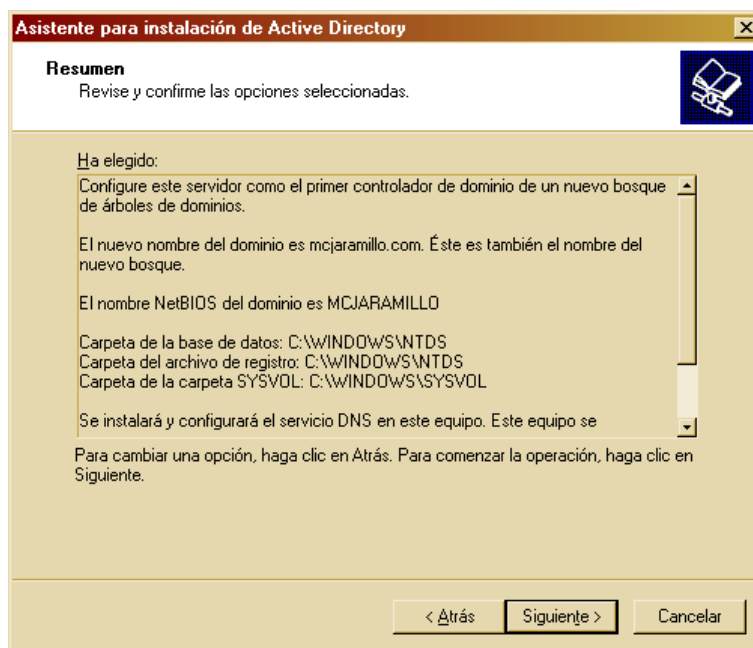 Asistente para instalación de Active Directory
Resumen
Revise y confirme las opciones seleccionadas.
Ha elegido:
Configure este servidor como el primer controlador de dominio de un nuevo bosque
de árboles de dominios.
El nuevo nombre del dominio es mcjaramillo.com. Éste es también el nombre del
nuevo bosque.
El nombre NetBIOS del dominio es MCJARAMILLO
Carpeta de la base de datos: C:\WINDOWS\NTDS
Carpeta del archivo de registro: C:\WINDOWS\NTDS
Carpeta de la carpeta SYSVOL: C:\WINDOWS\SYSVOL
Se instalará y configurará el servicio DNS en este equipo. Este equipo se
Para cambiar una opción, haga clic en Atrás. Para comenzar la operación, haga clic en
Siguiente.
< Atrás
Siguiente >
Cancelar